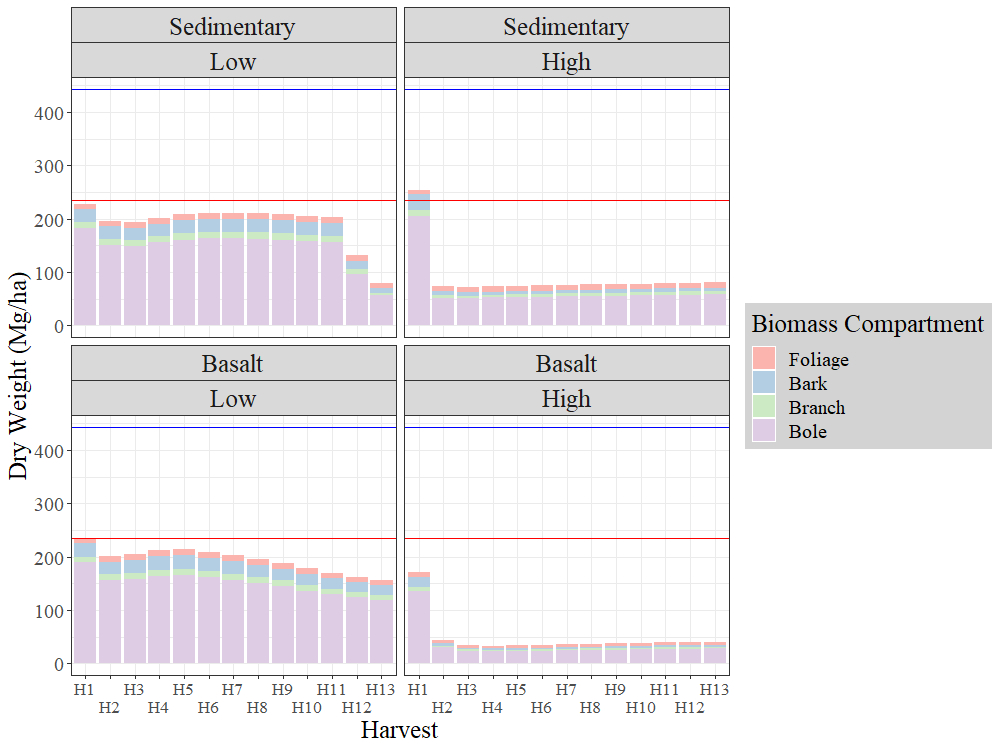 Sedimentary
Sedimentary
Low
High
400
300
200
100
0
Basalt
Basalt
Low
High
400
300
200
100
0
Dry Weight (Mg/ha)
H1 H3 H5 H7 H9 H11 H13
H2 H4 H6 H8 H10 H12
H1 H3 H5 H7 H9 H11 H13
H2 H4 H6 H8 H10 H12
Harvest
Biomass Compartment
Foliage
Bark
Branch
Bole